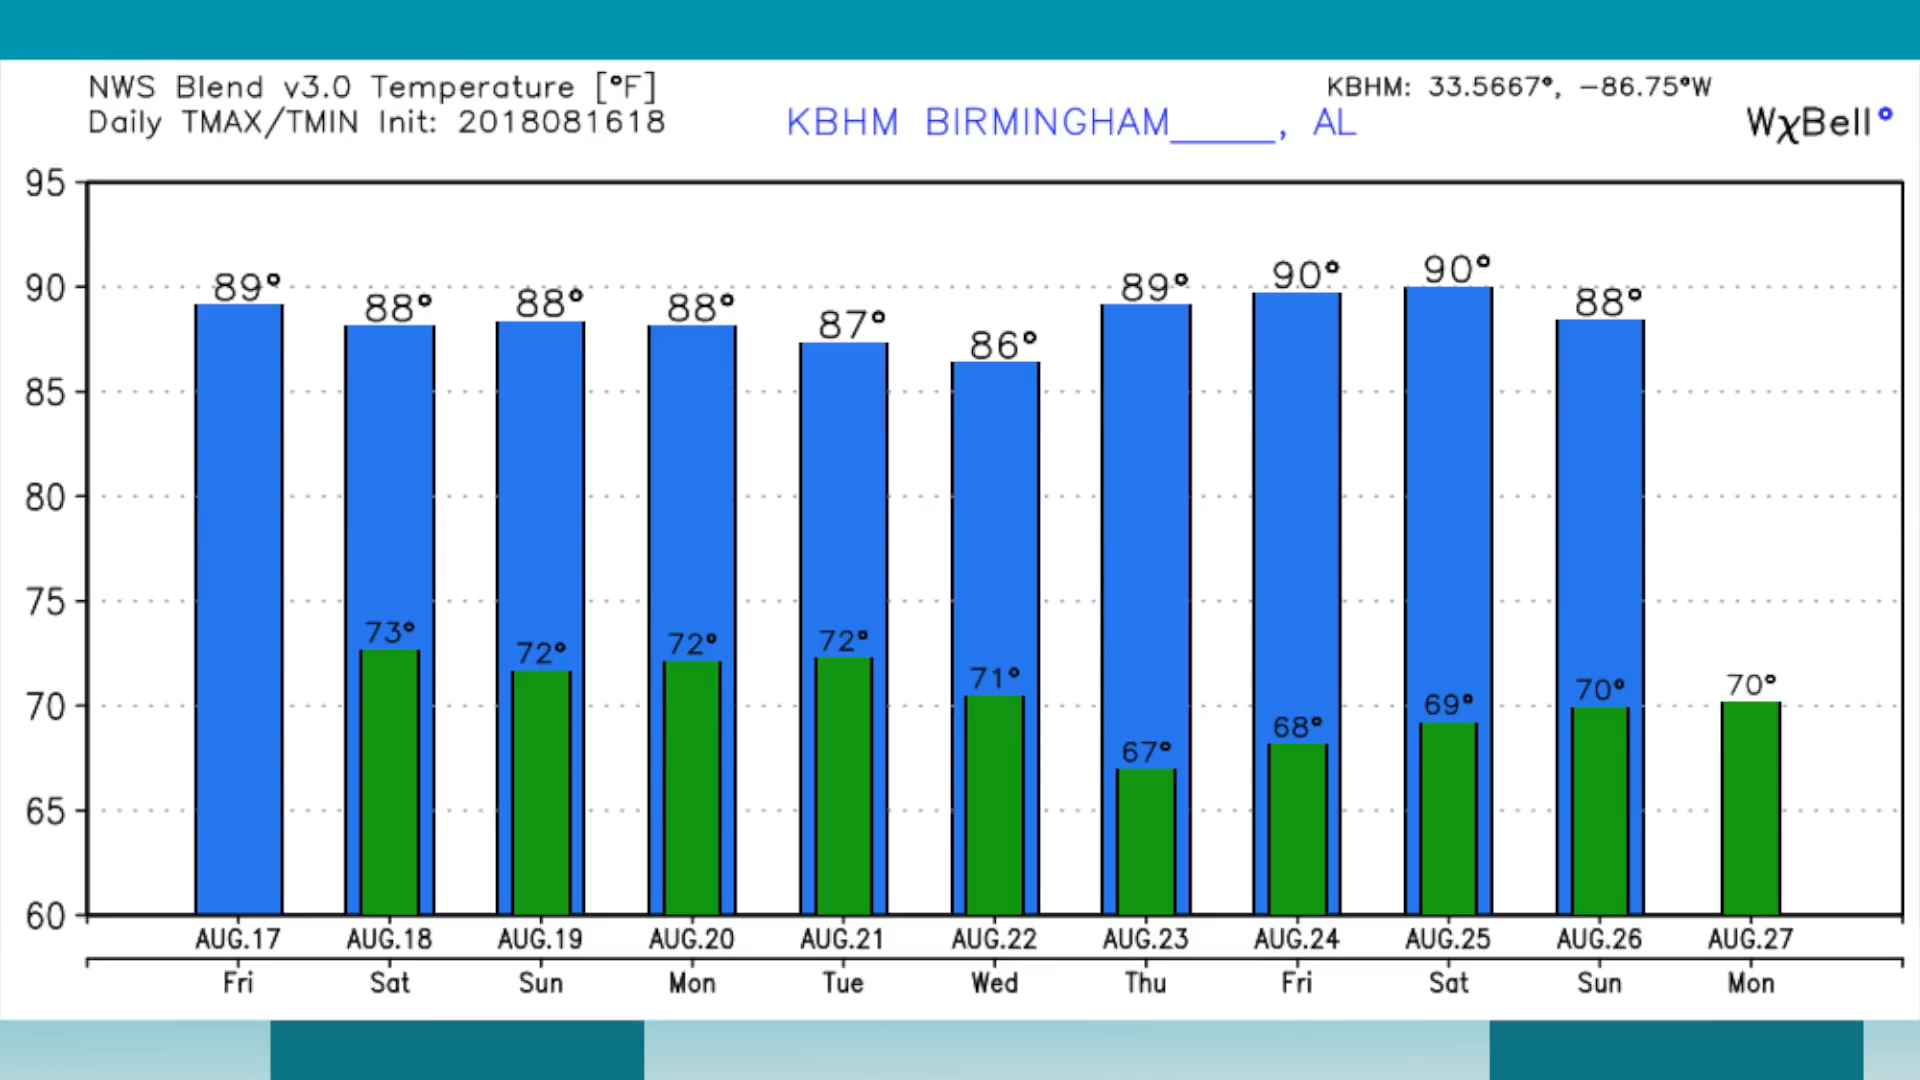 NWS Blend v3.0 Temperature [°F]
KBHM: 33.5667°, −86.75°W
Daily TMAX/TMIN Init: 2018081618
KBHM BIRMINGHAM_____, AL
WχBell°
95
90
85
80
75
70
65
60
89° 88° 88° 88° 87° 86° 89° 90° 90° 88°
73° 72° 72° 72° 71° 67° 68° 69° 70° 70°
AUG.17 AUG.18 AUG.19 AUG.20 AUG.21 AUG.22 AUG.23 AUG.24 AUG.25 AUG.26 AUG.27
Fri Sat Sun Mon Tue Wed Thu Fri Sat Sun Mon